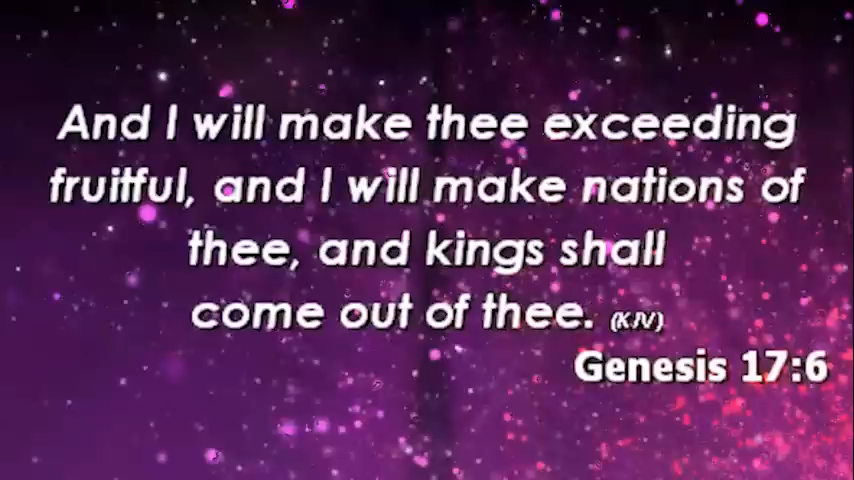 And I will make thee exceeding
fruitful, and I will make nations of
thee, and kings shall
come out of thee. (KJV)
Genesis 17:6